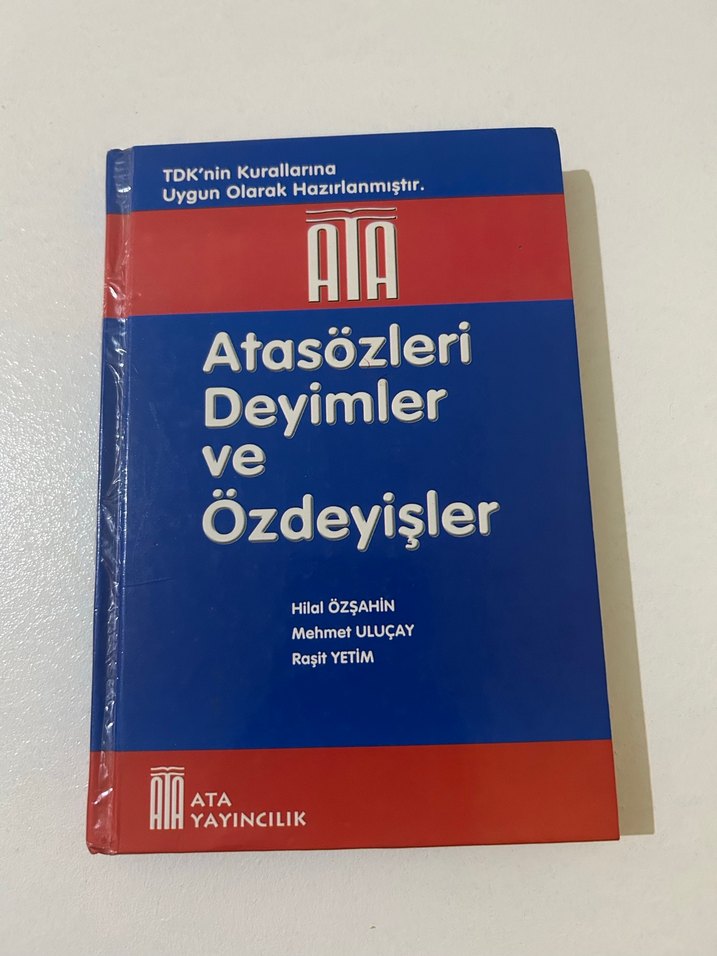 TDK'nin Kurallarına
Uygun Olarak Hazırlanmıştır.
ATA
Atasözleri
Deyimler
ve
Özdeyişler
Hilal ÖZŞAHİN
Mehmet ULUÇAY
Raşit YETİM
ATA ATA
YAYINCILIK